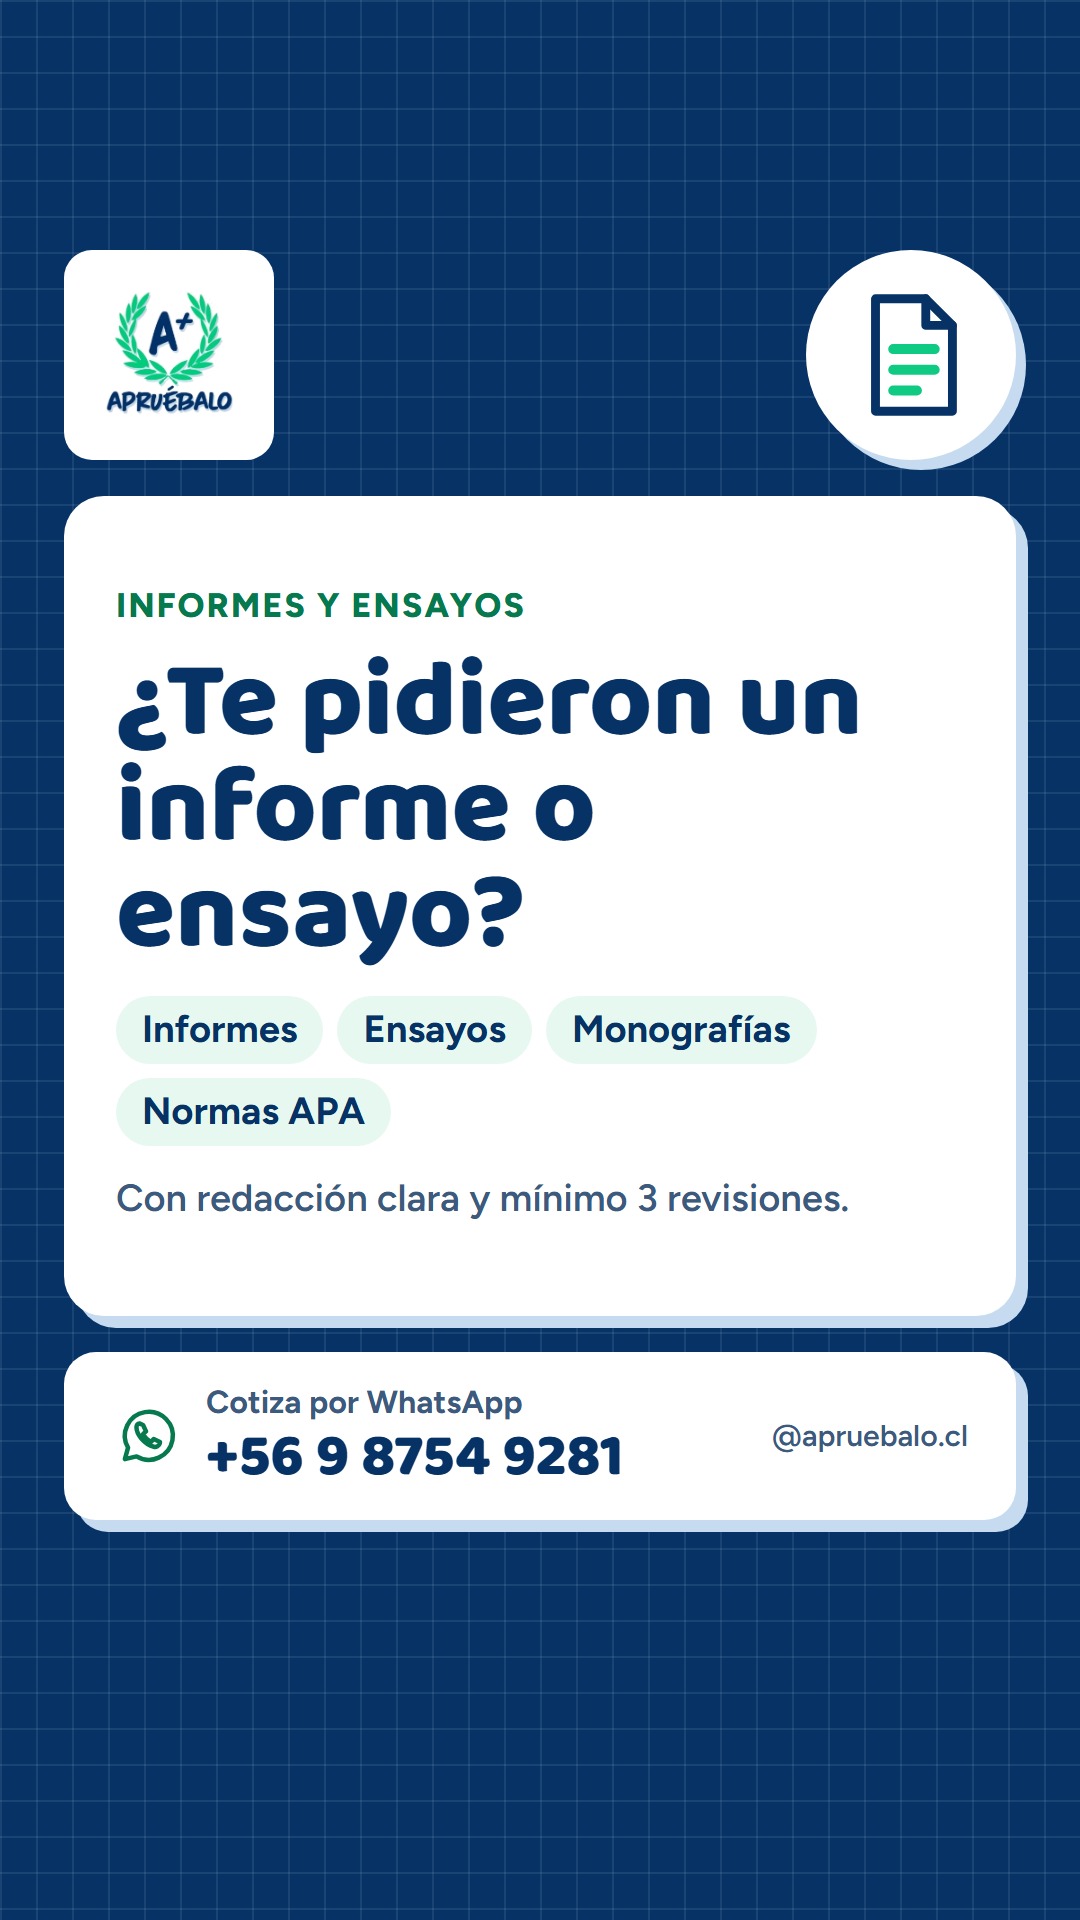 A+
APRUÉBALO
INFORMES Y ENSAYOS
¿Te pidieron un
informe o
ensayo?
Informes Ensayos Monografías
Normas APA
Con redacción clara y mínimo 3 revisiones.
Cotiza por WhatsApp
+56 9 8754 9281
@apruebalo.cl